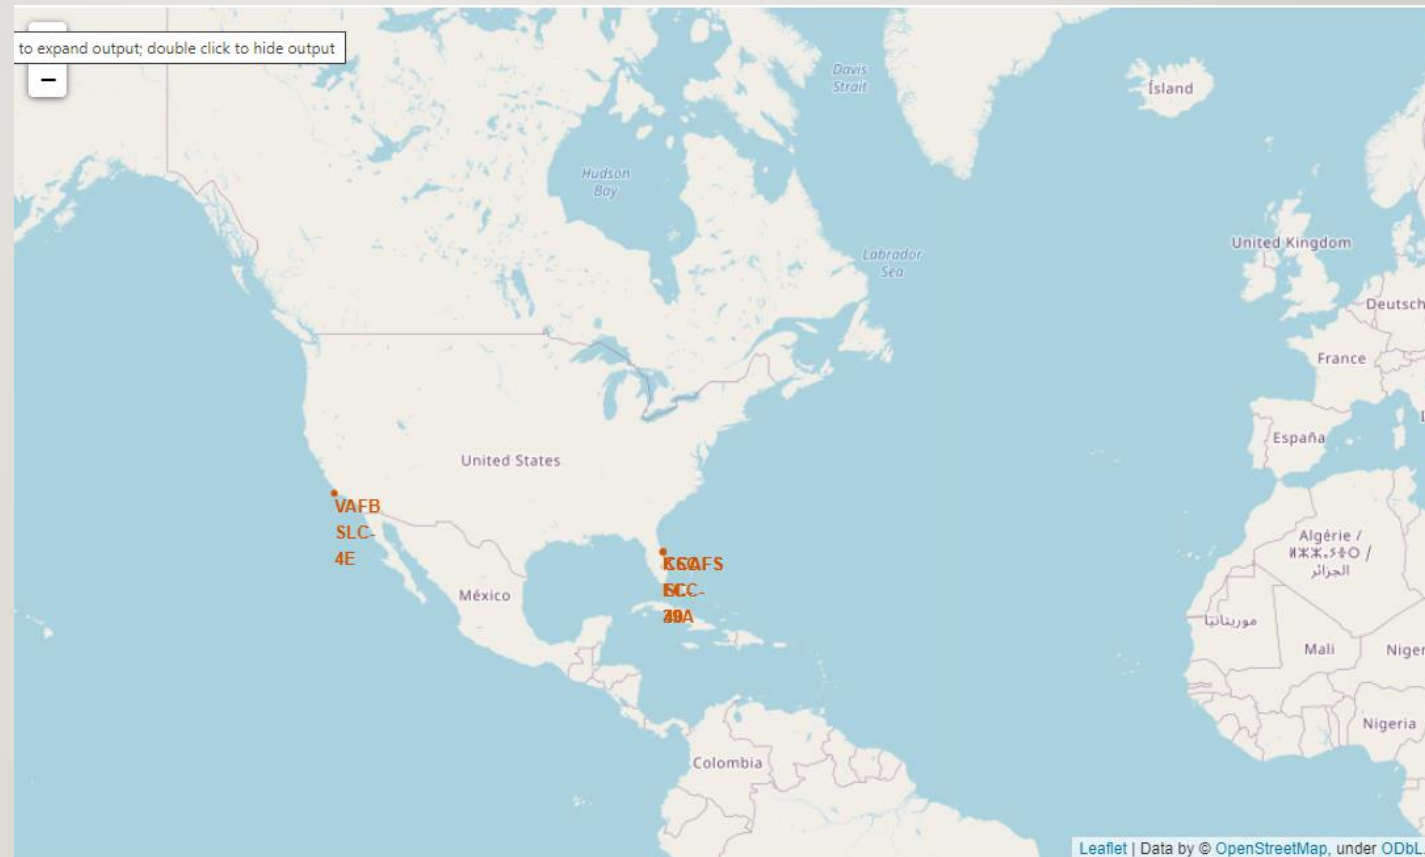 to expand output; double click to hide output
−
Davis
Strait
Ísland
Hudson
Bay
United Kingdom
Labrador
Sea
Deutsch
France
España
United States
VAFB
SLC-
4E
México
Algérie /
ⵍⵣⵣⴰⵢⴻⵔ /
الجزائر
موريتانيا
Mali
Niger
Nigeria
Colombia
Leaflet | Data by © OpenStreetMap, under ODbL.